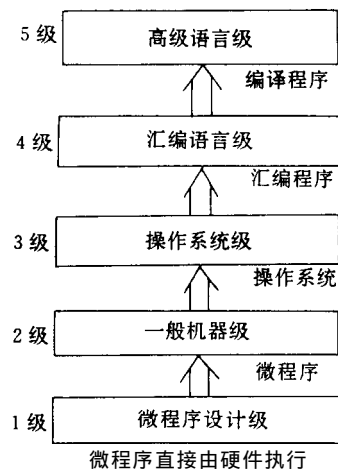 5 级
高级语言级
编译程序
4 级
汇编语言级
汇编程序
3 级
操作系统级
操作系统
2 级
一般机器级
微程序
1 级
微程序设计级
微程序直接由硬件执行